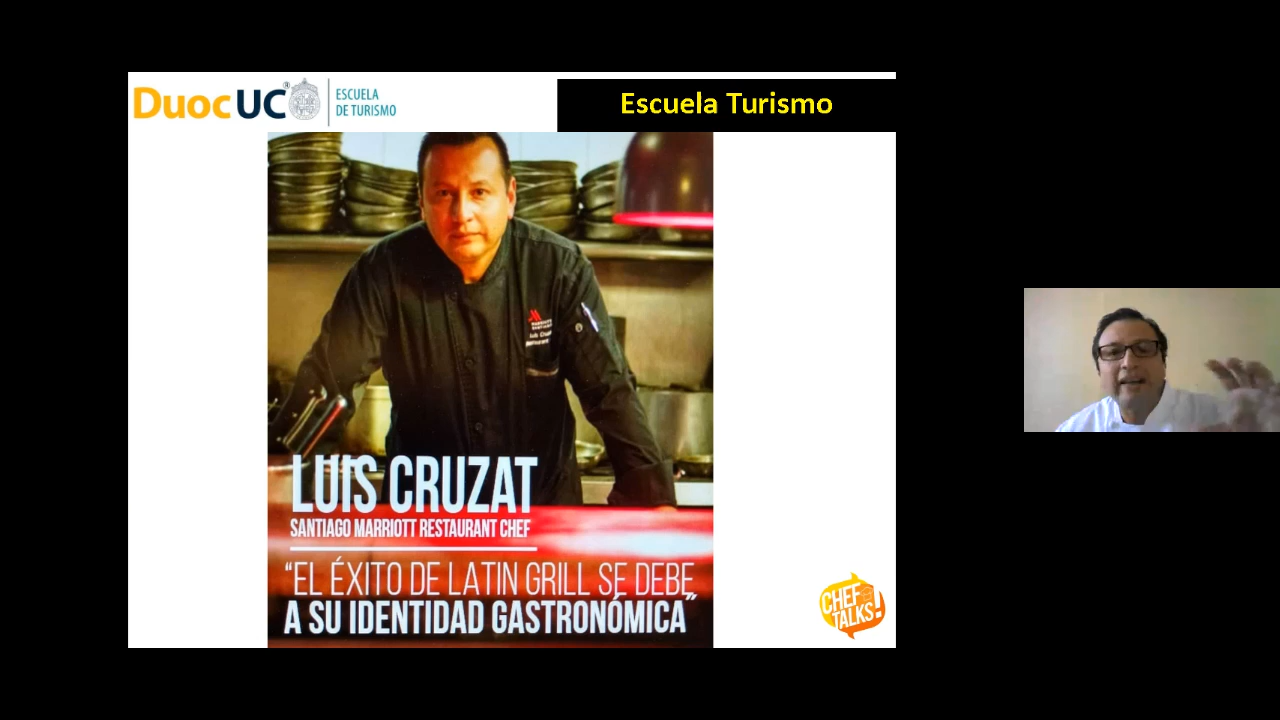 Duoc UC®
ESCUELA
DE TURISMO
Escuela Turismo
LUIS CRUZAT
SANTIAGO MARRIOTT RESTAURANT CHEF
“EL ÉXITO DE LATIN GRILL SE DEBE
A SU IDENTIDAD GASTRONÓMICA”
CHEF
TALKS!